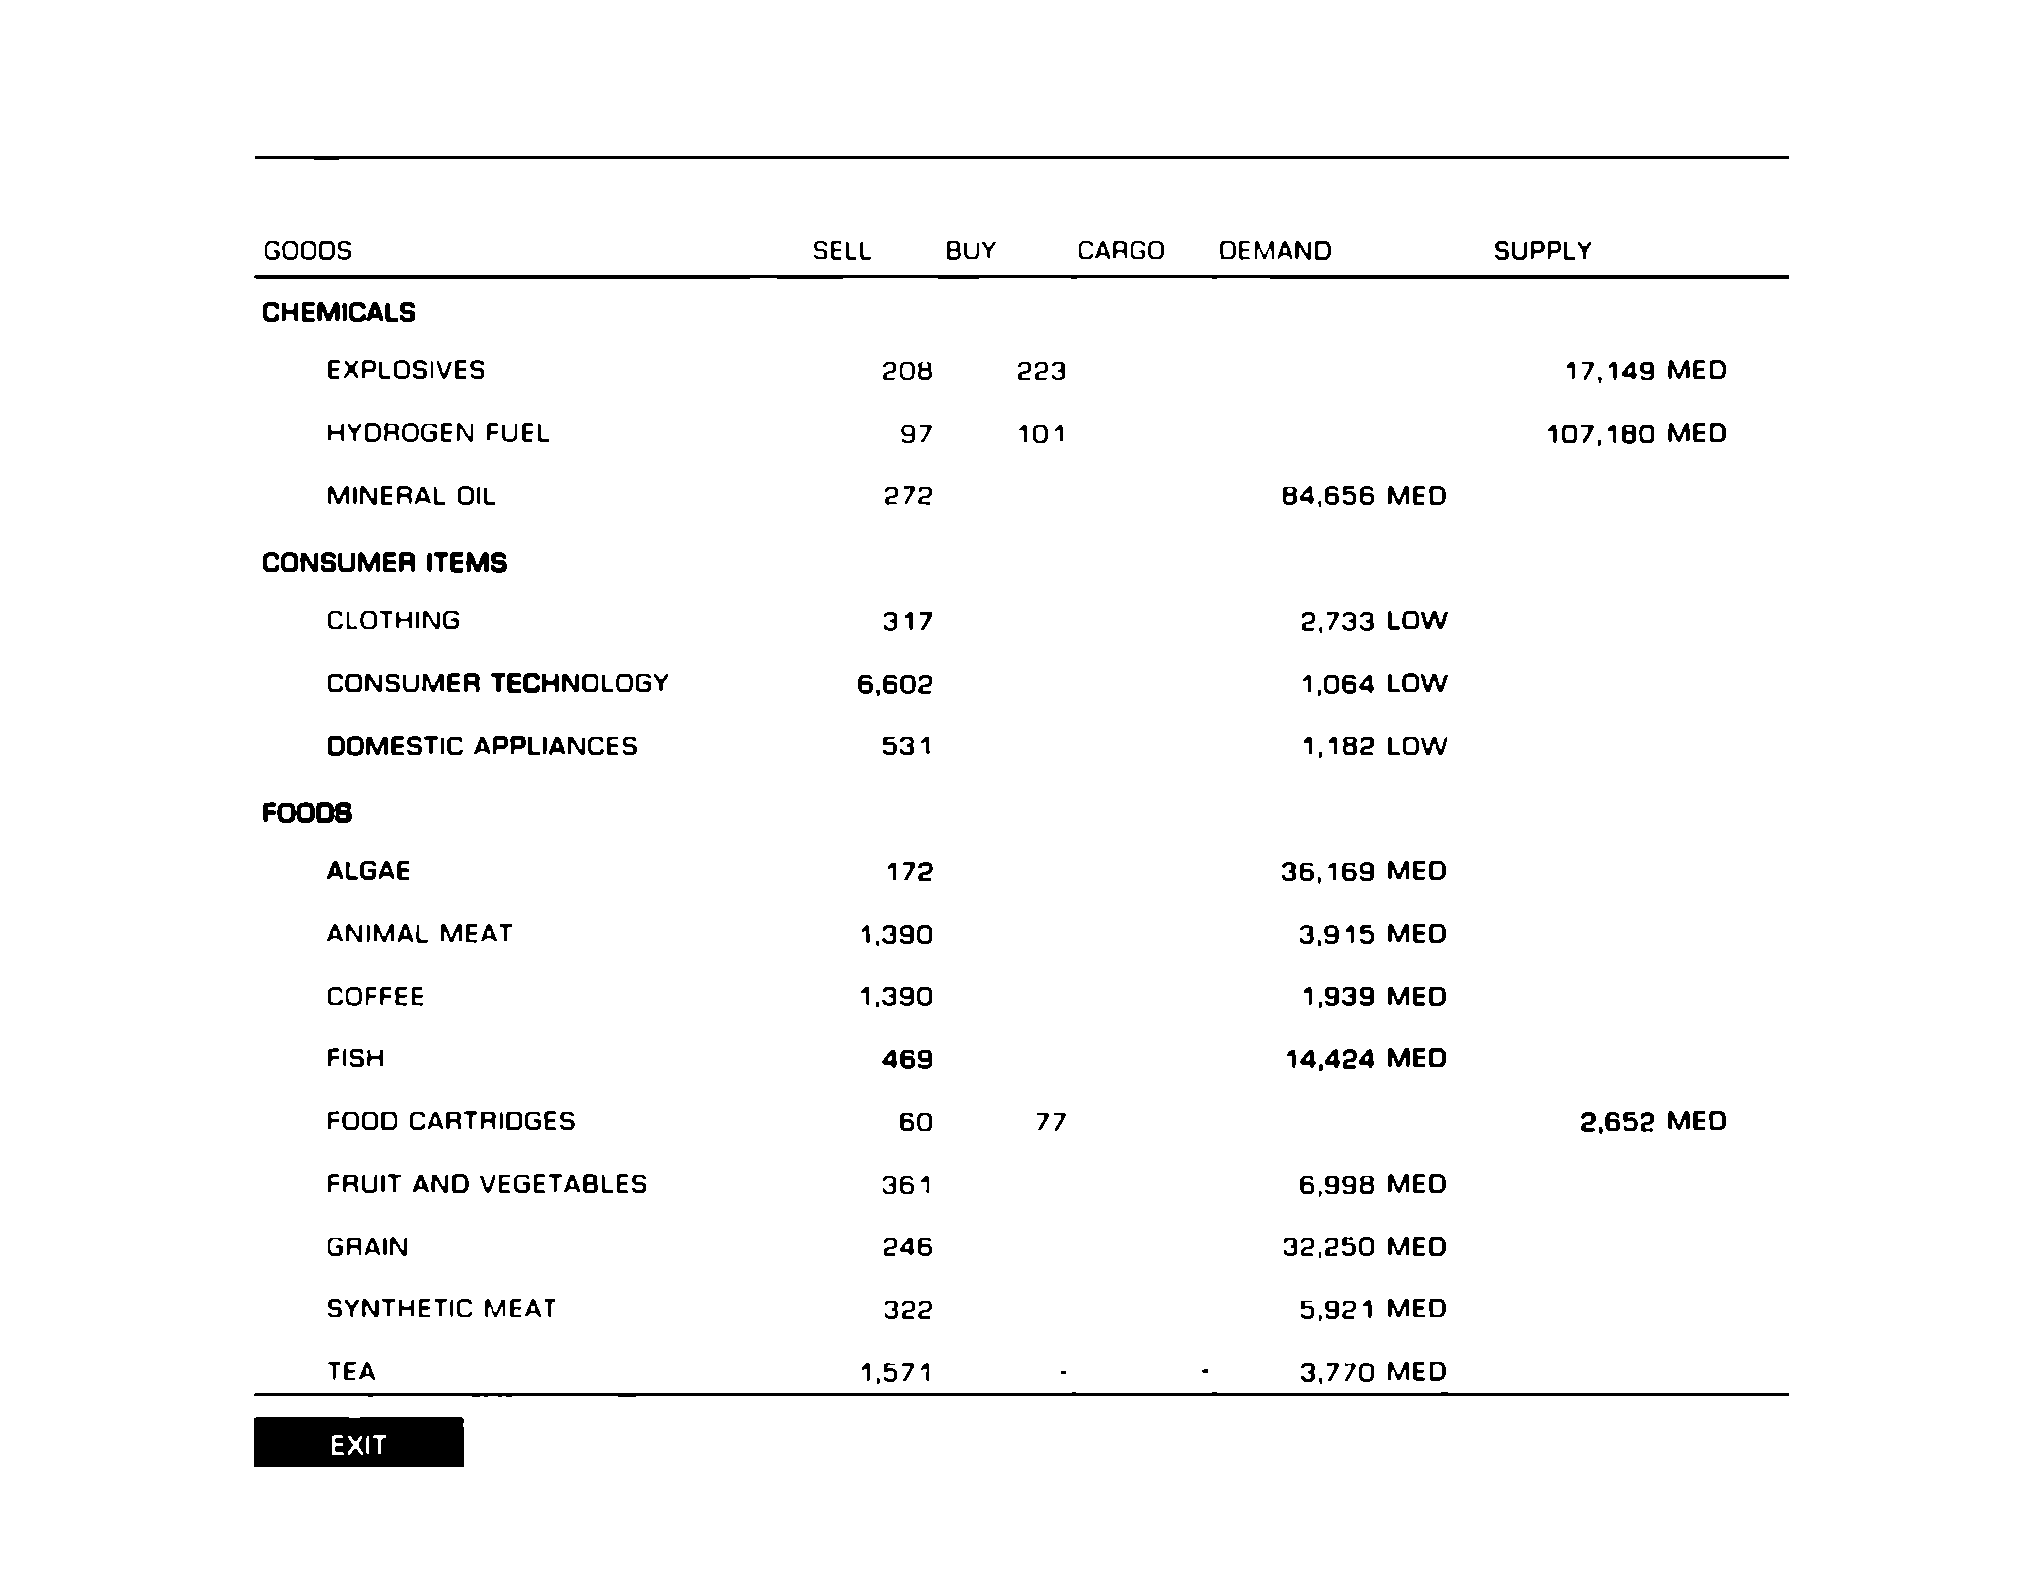 GOODS SELL BUY CARGO DEMAND SUPPLY
CHEMICALS
EXPLOSIVES 208 223 17,149 MED
HYDROGEN FUEL 97 101 107,180 MED
MINERAL OIL 272 84,656 MED
CONSUMER ITEMS
CLOTHING 317 2,733 LOW
CONSUMER TECHNOLOGY 6,602 1,064 LOW
DOMESTIC APPLIANCES 531 1,182 LOW
FOODS
ALGAE 172 36,169 MED
ANIMAL MEAT 1,390 3,915 MED
COFFEE 1,390 1,939 MED
FISH 469 14,424 MED
FOOD CARTRIDGES 60 77 2,652 MED
FRUIT AND VEGETABLES 361 6,998 MED
GRAIN 246 32,250 MED
SYNTHETIC MEAT 322 5,921 MED
TEA 1,571 - - 3,770 MED
EXIT